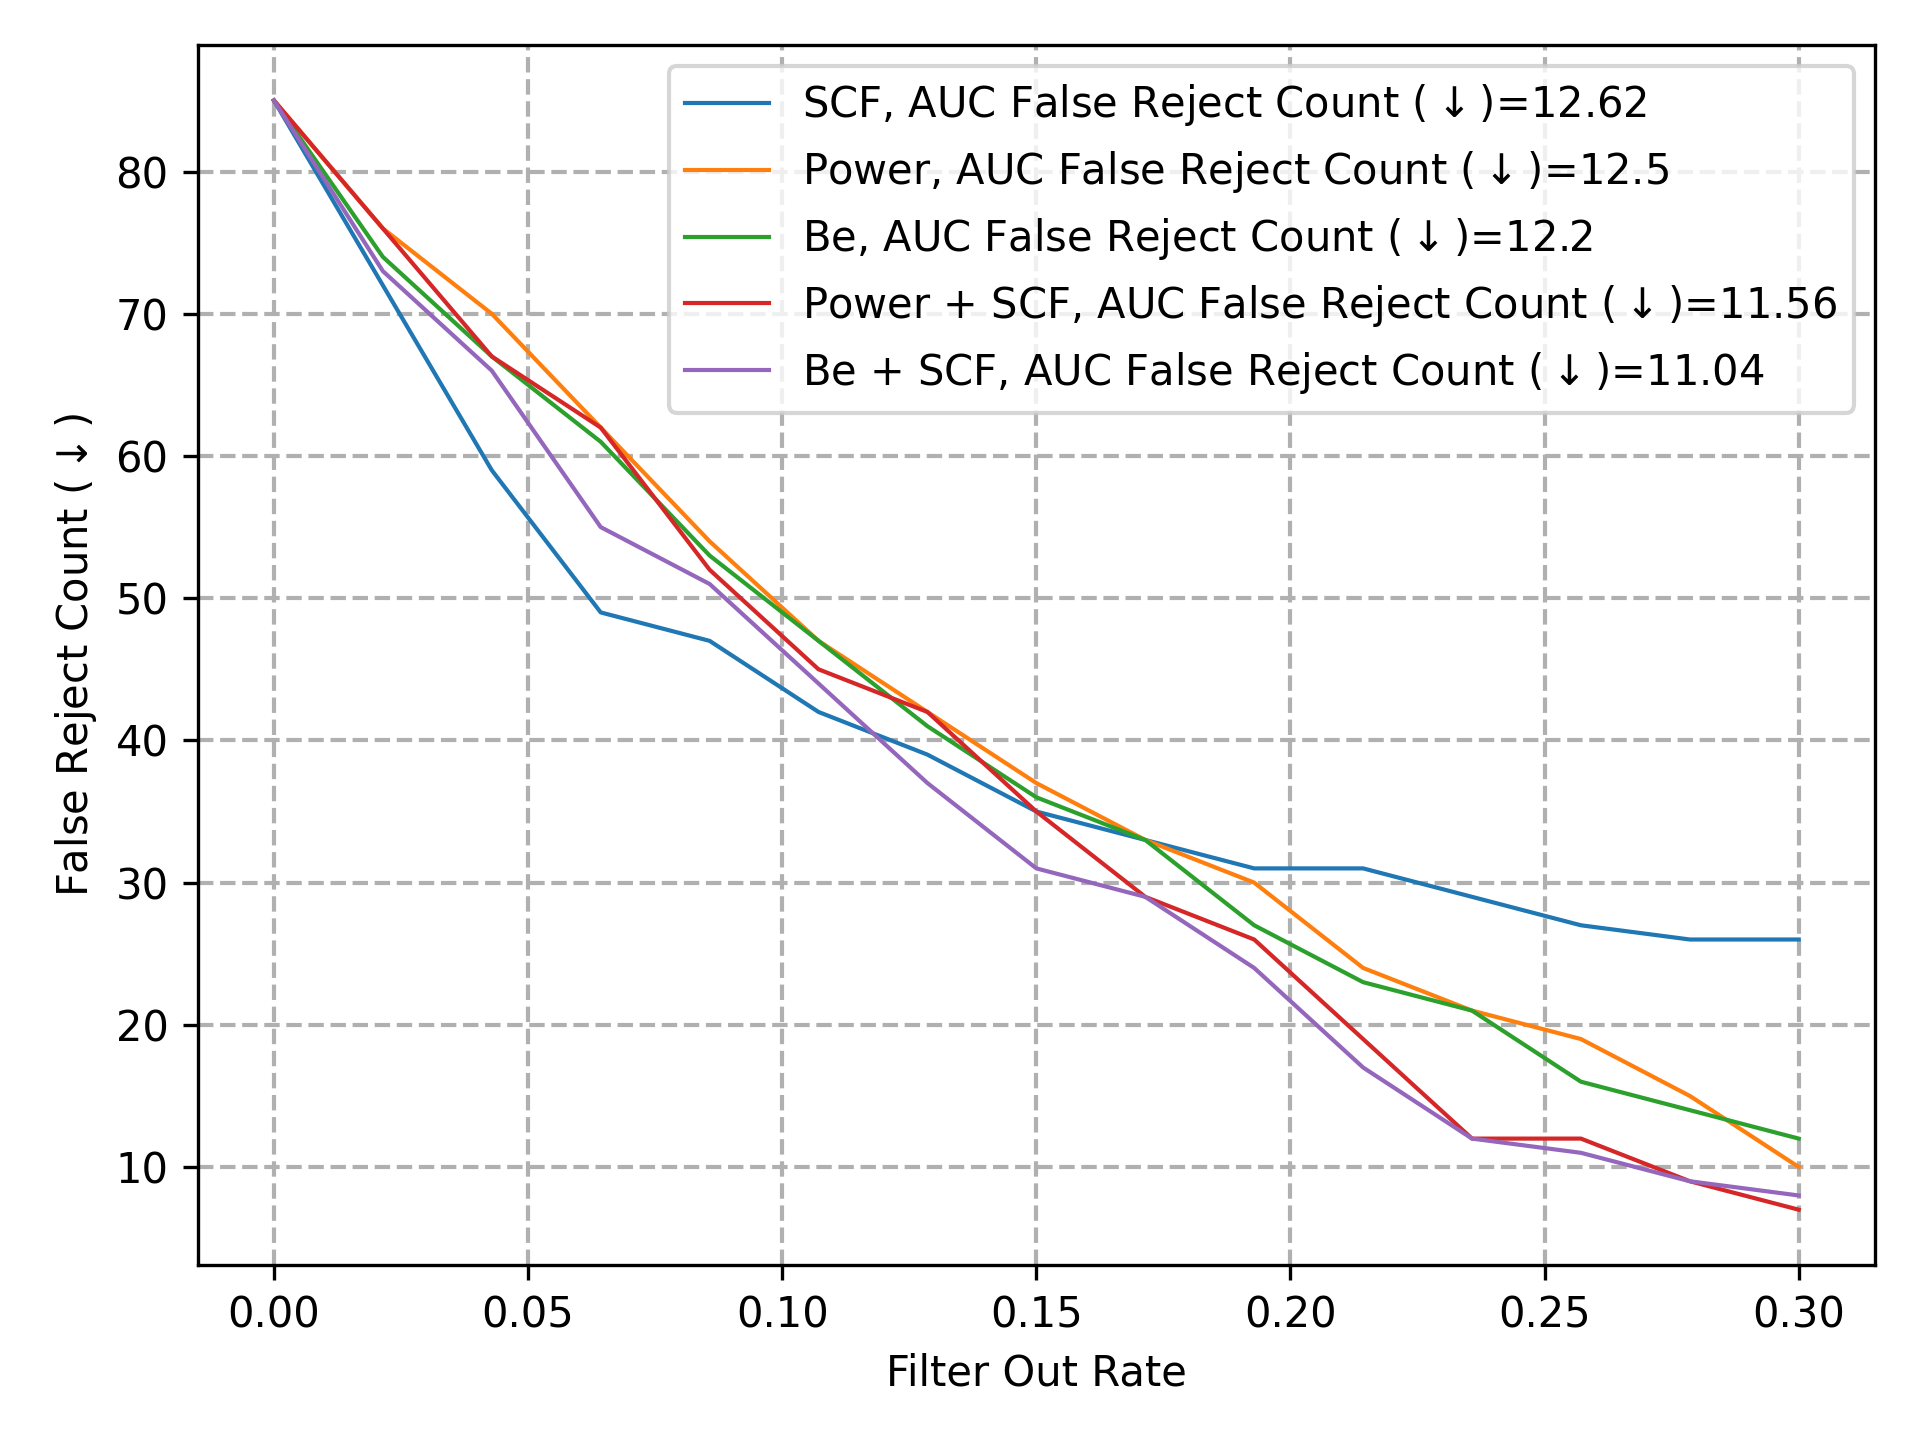 SCF, AUC False Reject Count (↓)=12.62
Power, AUC False Reject Count (↓)=12.5
Be, AUC False Reject Count (↓)=12.2
Power + SCF, AUC False Reject Count (↓)=11.56
Be + SCF, AUC False Reject Count (↓)=11.04
False Reject Count (↓)
80
70
60
50
40
30
20
10
0.00 0.05 0.10 0.15 0.20 0.25 0.30
Filter Out Rate